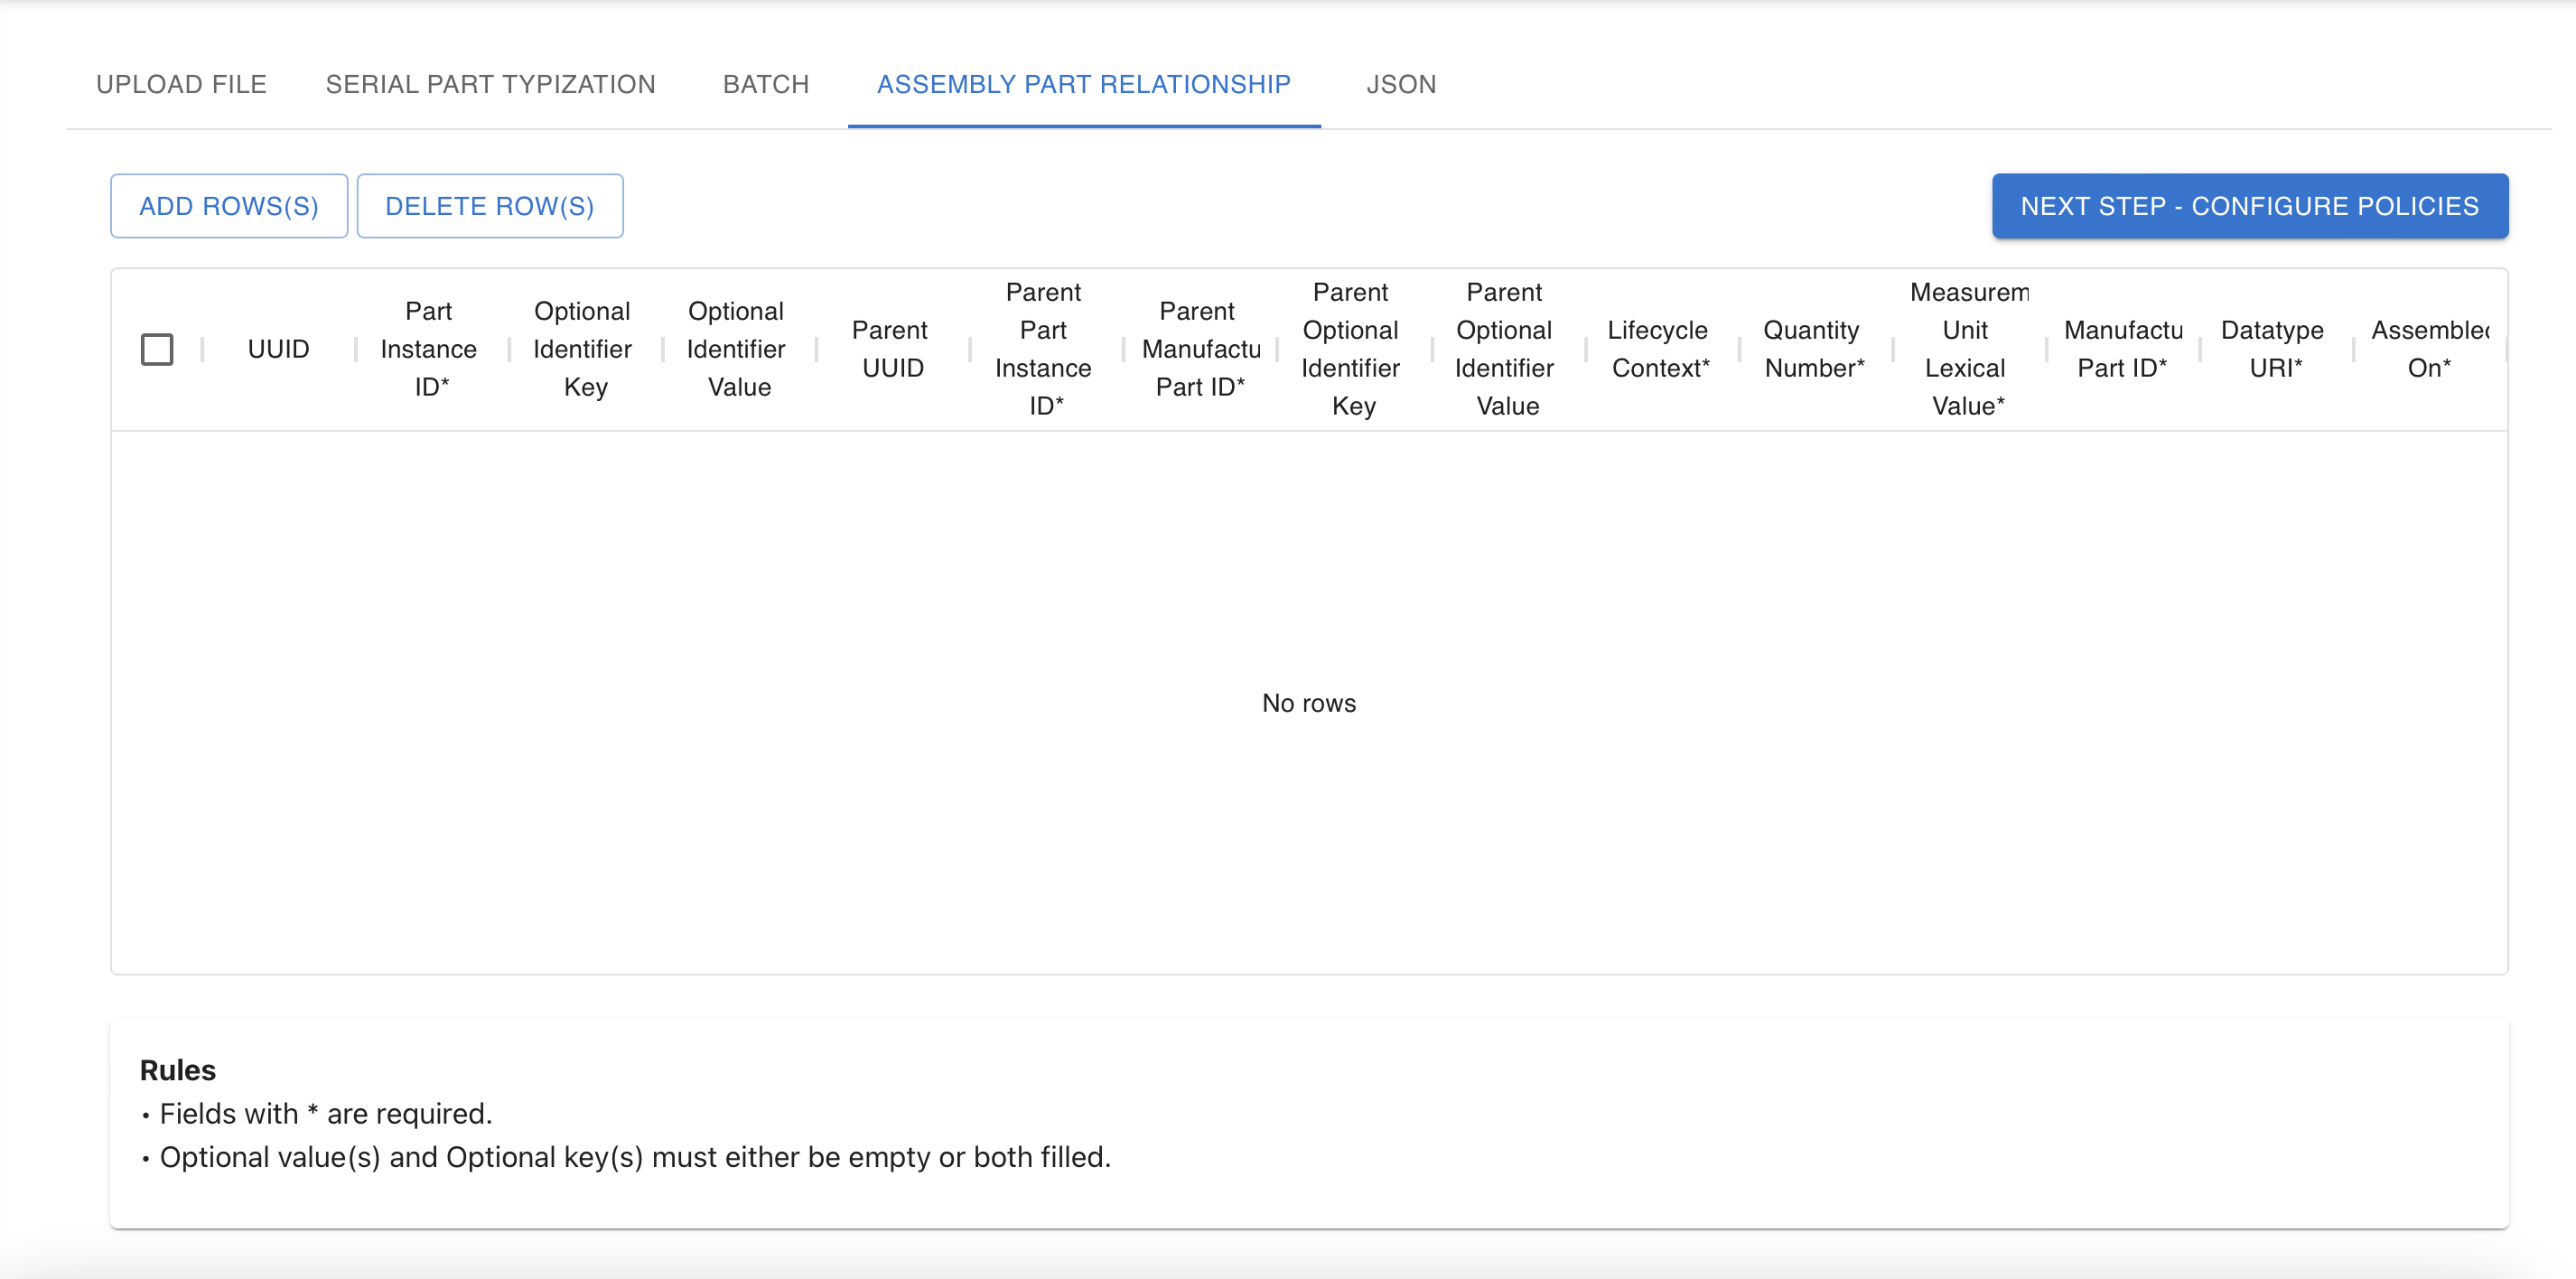 UPLOAD FILE SERIAL PART TYPIZATION BATCH ASSEMBLY PART RELATIONSHIP JSON
ADD ROWS(S) DELETE ROW(S) NEXT STEP - CONFIGURE POLICIES
UUID
Part
Instance
ID*
Optional
Identifier
Key
Optional
Identifier
Value
Parent
UUID
Parent
Part
Instance
ID*
Parent
Manufactu
Part ID*
Parent
Optional
Identifier
Key
Parent
Optional
Identifier
Value
Lifecycle
Context*
Quantity
Number*
Measurem
Unit
Lexical
Value*
Manufactu
Part ID*
Datatype
URI*
Assembled
On*
No rows
Rules
• Fields with * are required.
• Optional value(s) and Optional key(s) must either be empty or both filled.